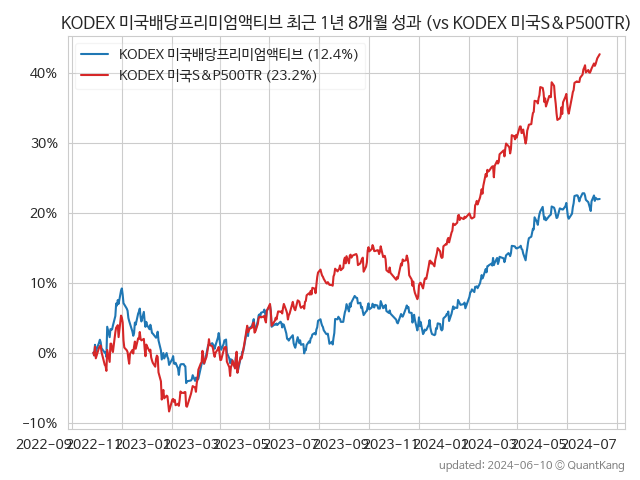 KODEX 미국배당프리미엄액티브 최근 1년 8개월 성과 (vs KODEX 미국S&P500TR)
KODEX 미국배당프리미엄액티브 (12.4%)
KODEX 미국S&P500TR (23.2%)
40%
30%
20%
10%
0%
−10%
2022-09 2022-11 2023-01 2023-03 2023-05 2023-07 2023-09 2023-11 2024-01 2024-03 2024-05 2024-07
updated: 2024-06-10 @ QuantKang